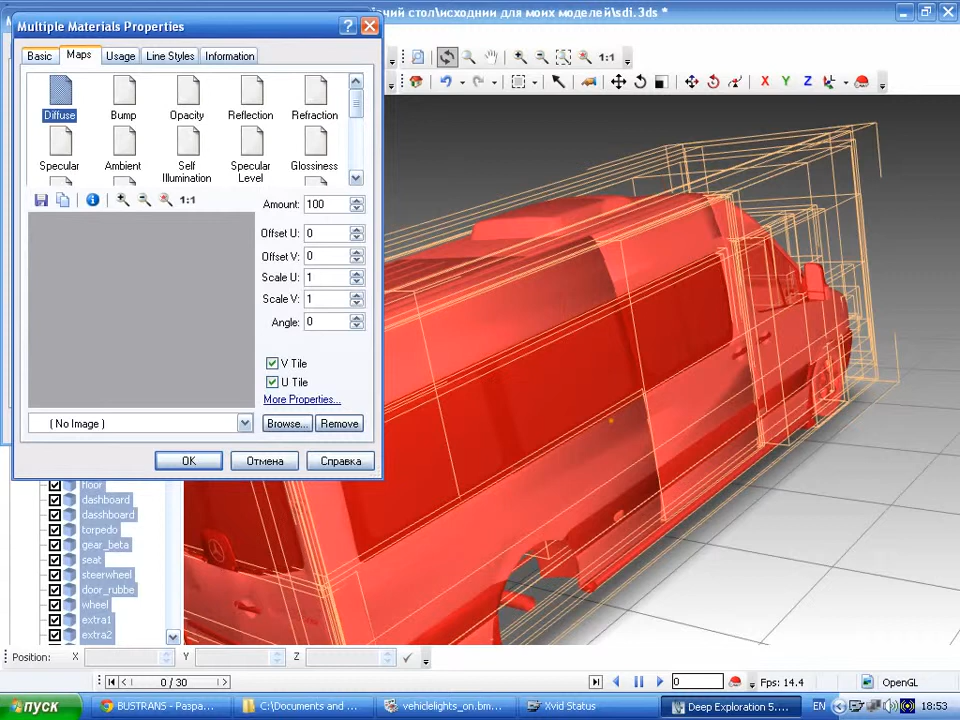 Multiple Materials Properties
очий стол\исходнии для моих моделей\sdi.3ds *
Basic Maps Usage Line Styles Information
1:1
Diffuse Bump Opacity Reflection Refraction
X Y Z
Specular Ambient Self Illumination Specular Level Glossiness
1:1
Amount: 100
Offset U: 0
Offset V: 0
Scale U: 1
Scale V: 1
Angle: 0
V Tile
U Tile
More Properties...
( No Image ) Browse... Remove
OK Отмена Справка
floor
dashboard
dasshboard
torpedo
gear_beta
seat
steerwheel
door_rubbe
wheel
extra1
extra2
Position: X Y Z
0 / 30 0 Fps: 14.4 OpenGL
пуск BUSTRANS - Разра... C:\Documents and ... vehiclelights_on.bm... Xvid Status Deep Exploration 5.... EN 18:53